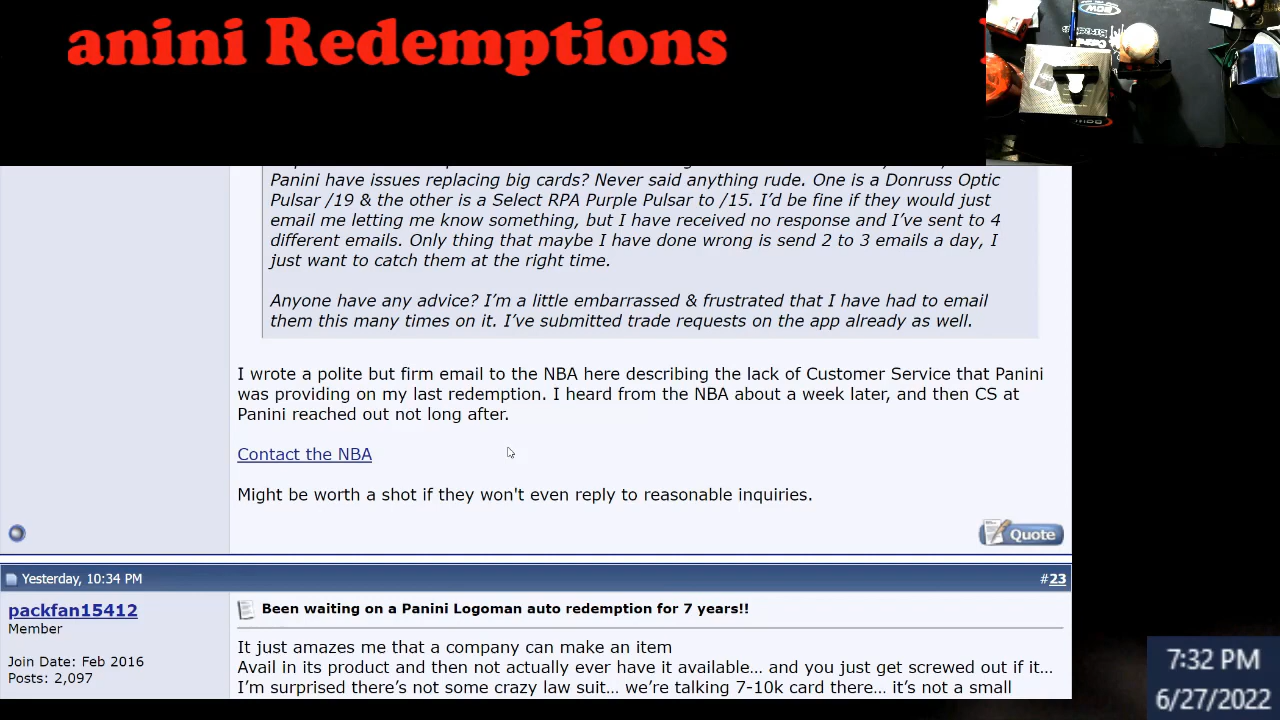 anini Redemptions
Panini have issues replacing big cards? Never said anything rude. One is a Donruss Optic
Pulsar /19 & the other is a Select RPA Purple Pulsar to /15. I'd be fine if they would just
email me letting me know something, but I have received no response and I've sent to 4
different emails. Only thing that maybe I have done wrong is send 2 to 3 emails a day, I
just want to catch them at the right time.
Anyone have any advice? I'm a little embarrassed & frustrated that I have had to email
them this many times on it. I've submitted trade requests on the app already as well.
I wrote a polite but firm email to the NBA here describing the lack of Customer Service that Panini
was providing on my last redemption. I heard from the NBA about a week later, and then CS at
Panini reached out not long after.
Contact the NBA
Might be worth a shot if they won't even reply to reasonable inquiries.
Quote
Yesterday, 10:34 PM
#23
packfan15412
Member
Join Date: Feb 2016
Posts: 2,097
Been waiting on a Panini Logoman auto redemption for 7 years!!
It just amazes me that a company can make an item
Avail in its product and then not actually ever have it available… and you just get screwed out if it…
I'm surprised there's not some crazy law suit… we're talking 7-10k card there… it's not a small
7:32 PM
6/27/2022